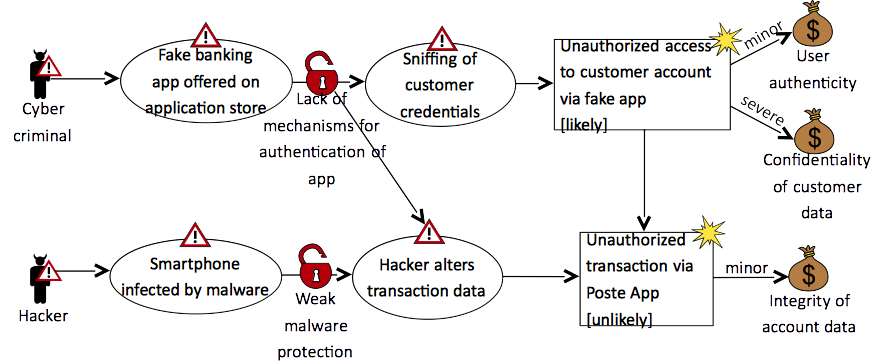 Cyber
criminal
Fake banking
app offered on
application store
Lack of
mechanisms for
authentication of
app
Sniffing of
customer
credentials
Unauthorized access
to customer account
via fake app
[likely]
minor
User
authenticity
severe
Confidentiality
of customer
data
Hacker
Smartphone
infected by malware
Weak
malware
protection
Hacker alters
transaction data
Unauthorized
transaction via
Poste App
[unlikely]
minor
Integrity of
account data